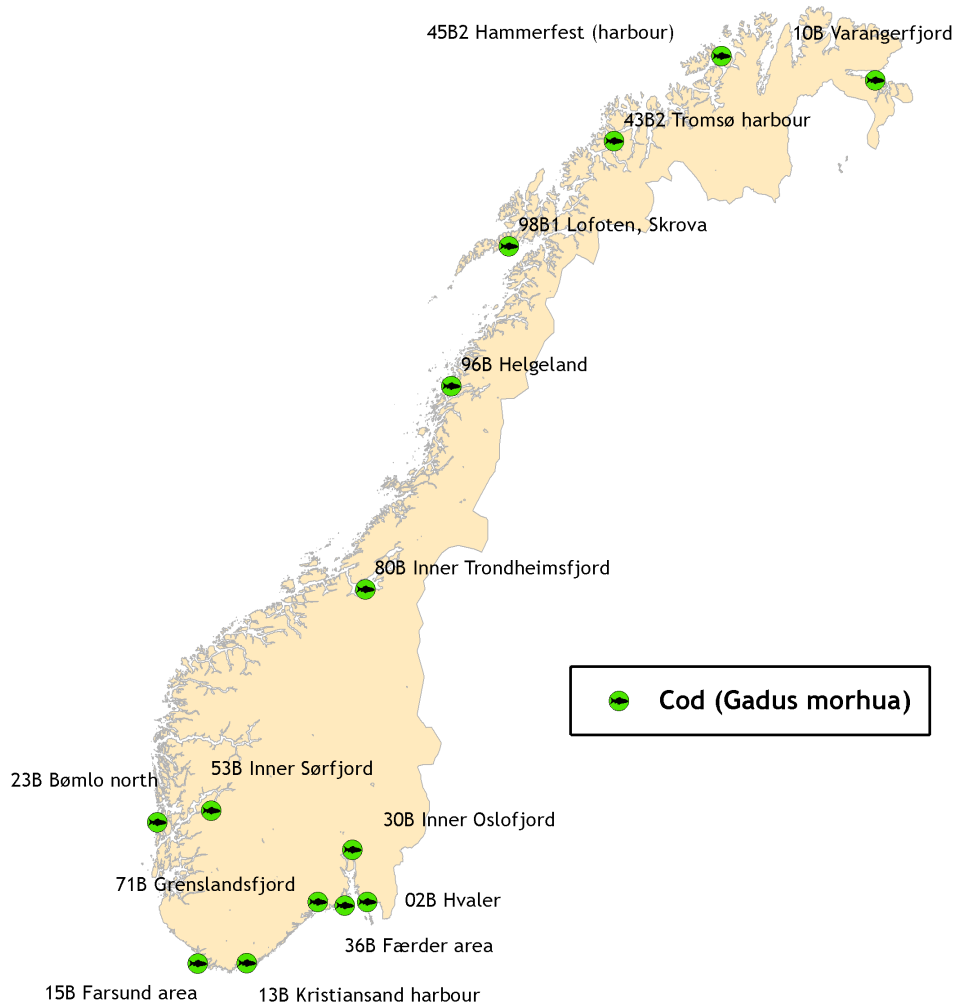 45B2 Hammerfest (harbour)
10B Varangerfjord
43B2 Tromsø harbour
98B1 Lofoten, Skrova
96B Helgeland
80B Inner Trondheimsfjord
Cod (Gadus morhua)
53B Inner Sørfjord
23B Bømlo north
30B Inner Oslofjord
71B Grenslandsfjord
02B Hvaler
36B Færder area
15B Farsund area
13B Kristiansand harbour